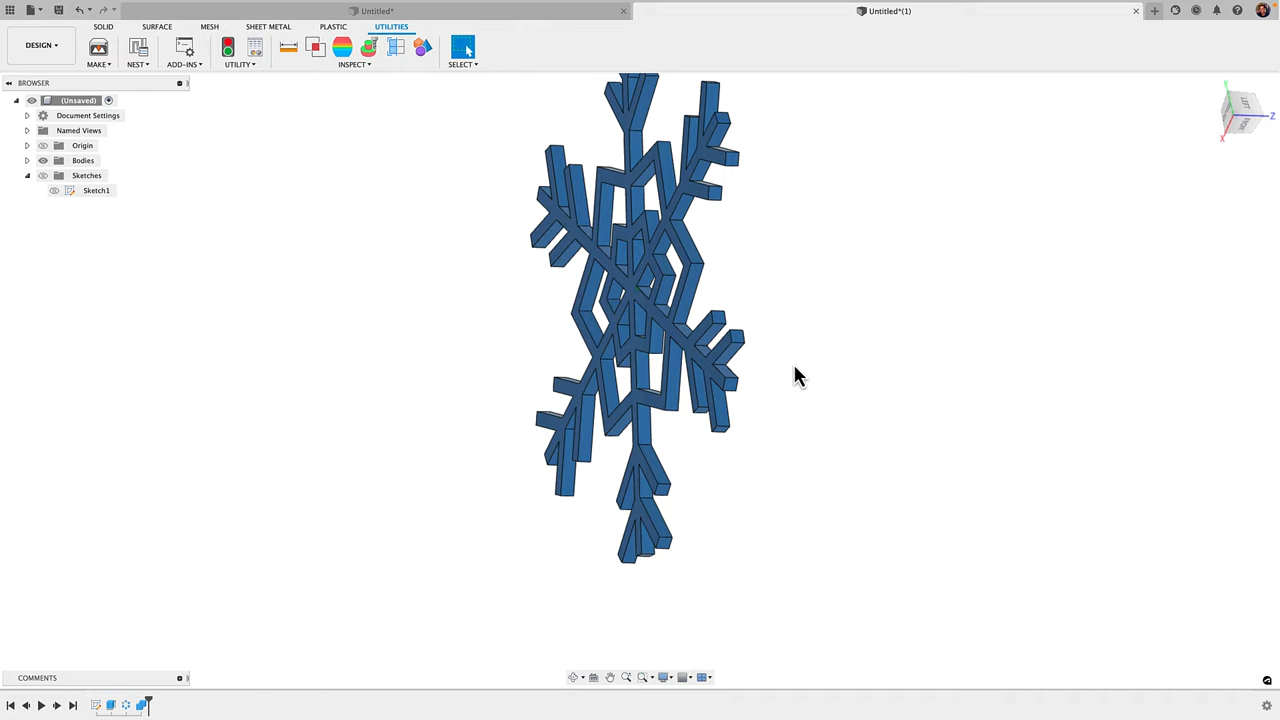 Untitled*
Untitled*(1)
SOLID
SURFACE
MESH
SHEET METAL
PLASTIC
UTILITIES
DESIGN
MAKE
NEST
ADD-INS
UTILITY
INSPECT
SELECT
BROWSER
(Unsaved)
Document Settings
Named Views
Origin
Bodies
Sketches
Sketch1
Y
LEFT
Z
X
COMMENTS